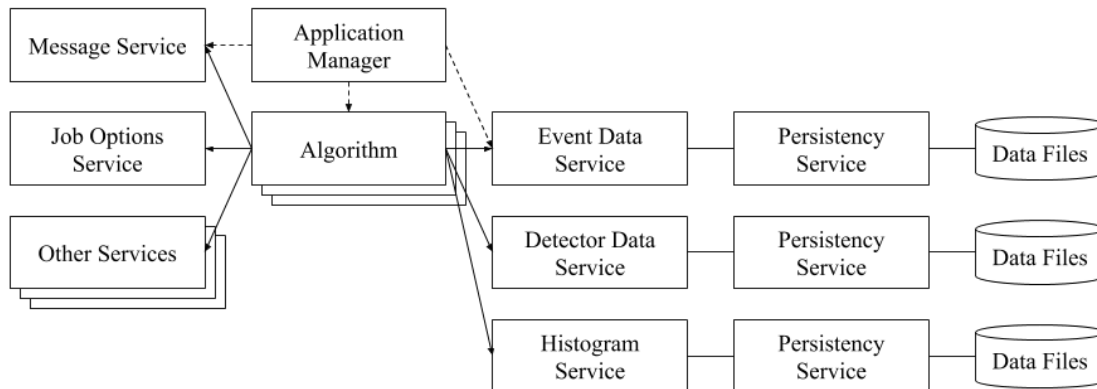 Message Service
Application
Manager
Job Options
Service
Algorithm
Event Data
Service
Persistency
Service
Data Files
Other Services
Detector Data
Service
Persistency
Service
Data Files
Histogram
Service
Persistency
Service
Data Files